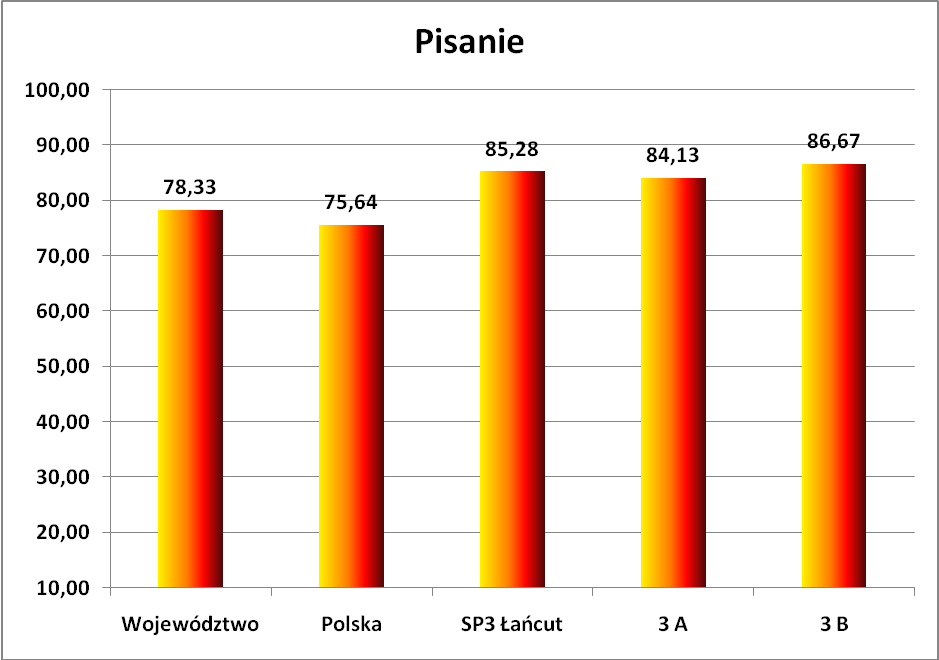 Pisanie
100,00
90,00
80,00
70,00
60,00
50,00
40,00
30,00
20,00
10,00
78,33
75,64
85,28
84,13
86,67
Województwo
Polska
SP3 Łańcut
3 A
3 B